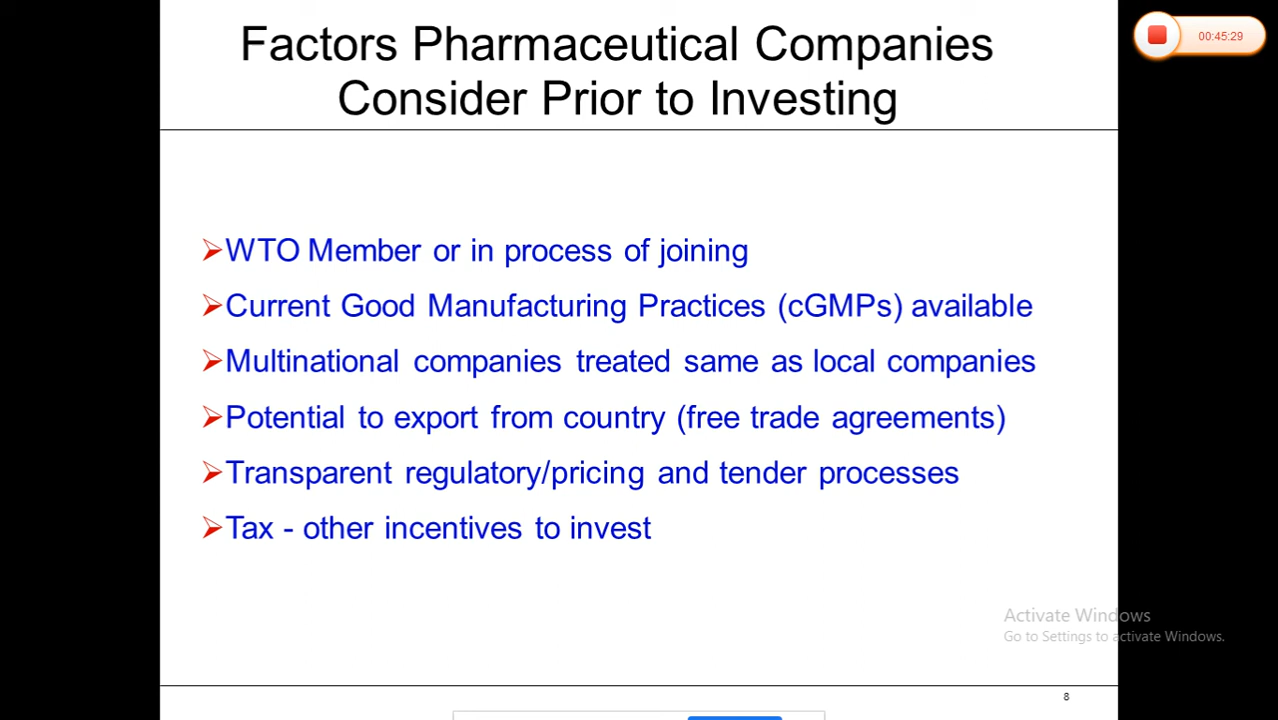 Factors Pharmaceutical Companies
Consider Prior to Investing
00:45:29
WTO Member or in process of joining
Current Good Manufacturing Practices (cGMPs) available
Multinational companies treated same as local companies
Potential to export from country (free trade agreements)
Transparent regulatory/pricing and tender processes
Tax - other incentives to invest
Activate Windows
Go to Settings to activate Windows.
8